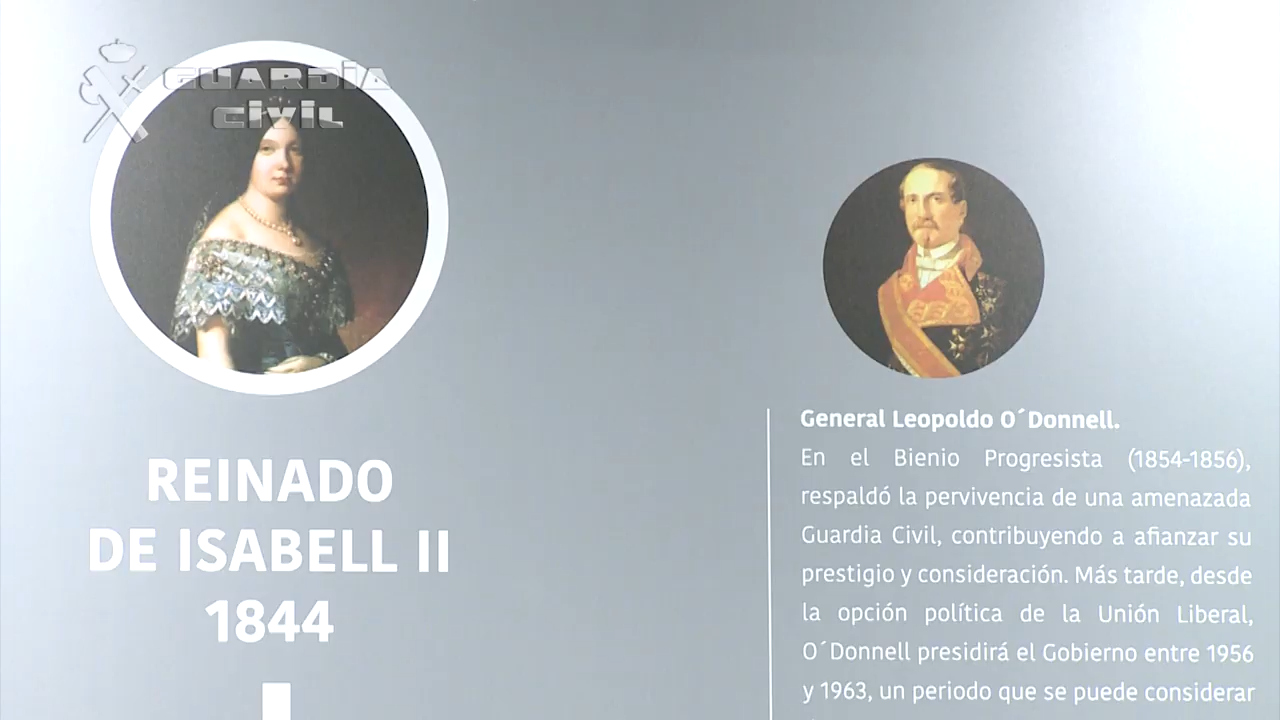 GUARDIA
CIVIL
REINADO
DE ISABELL II
1844
General Leopoldo O´Donnell.
En el Bienio Progresista (1854-1856),
respaldó la pervivencia de una amenazada
Guardia Civil, contribuyendo a afianzar su
prestigio y consideración. Más tarde, desde
la opción política de la Unión Liberal,
O´Donnell presidirá el Gobierno entre 1956
y 1963, un periodo que se puede considerar